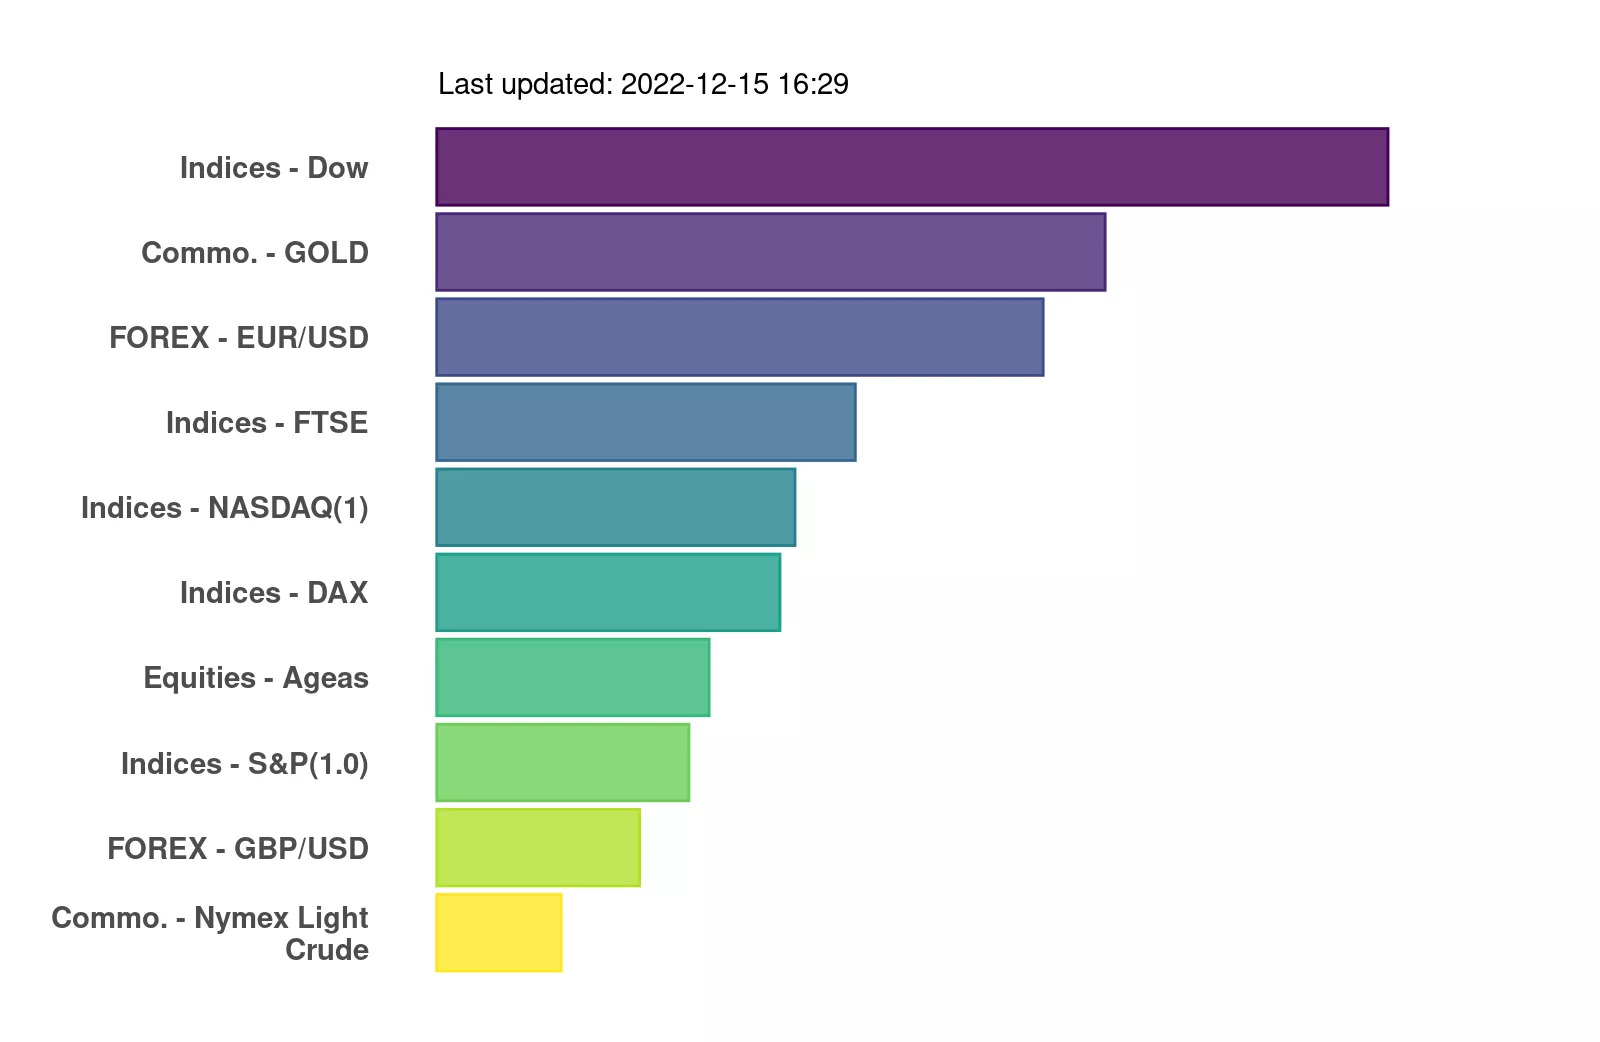 Last updated: 2022-12-15 16:29
Indices - Dow
Commo. - GOLD
FOREX - EUR/USD
Indices - FTSE
Indices - NASDAQ(1)
Indices - DAX
Equities - Ageas
Indices - S&P(1.0)
FOREX - GBP/USD
Commo. - Nymex Light
Crude